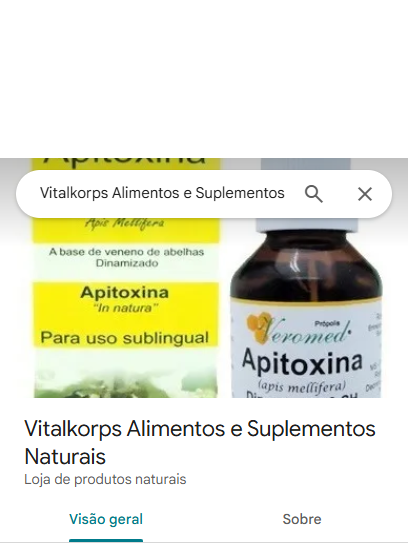 Apitoxina
Vitalkorps Alimentos e Suplementos
Apis Mellifera
A base de veneno de abelhas
Dinamizado
Apitoxina
"In natura"
Para uso sublingual
Própolis
Veromed
Apitoxina
(apis mellifera)
Vitalkorps Alimentos e Suplementos
Naturais
Loja de produtos naturais
Visão geral
Sobre